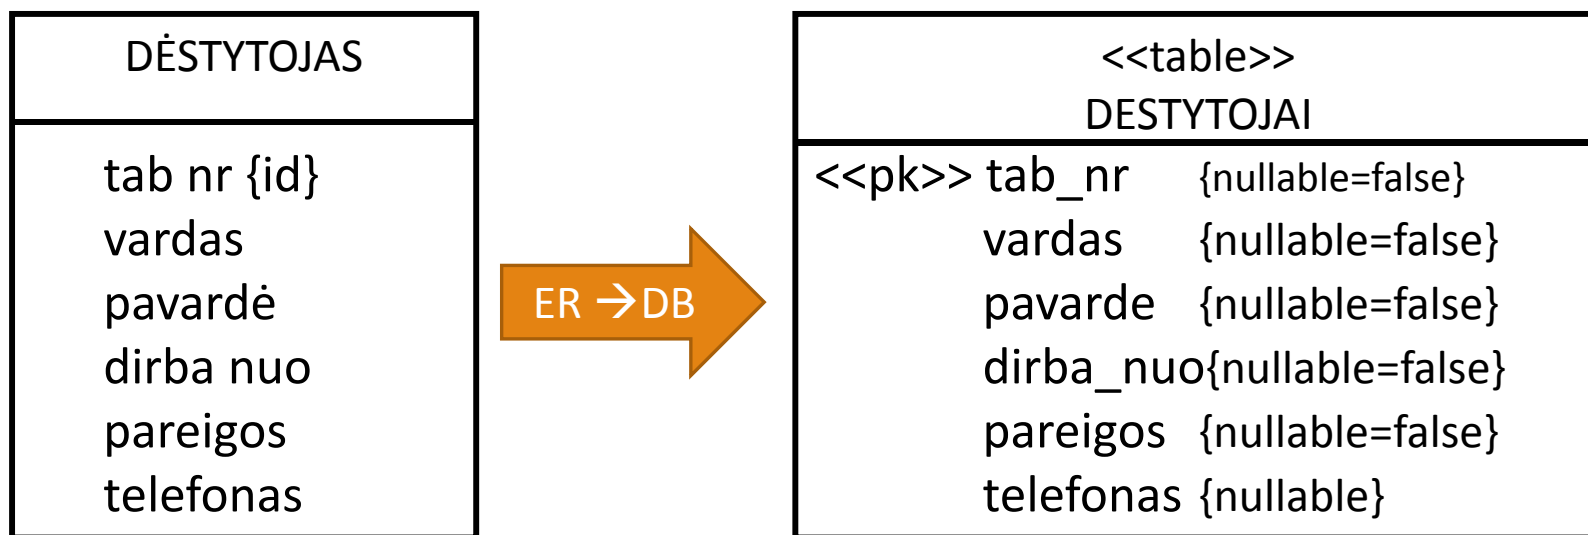 DĖSTYTOJAS
tab nr {id}
vardas
pavardė
dirba nuo
pareigos
telefonas
ER →DB
<<table>>
DESTYTOJAI
<<pk>> tab_nr {nullable=false}
vardas {nullable=false}
pavarde {nullable=false}
dirba_nuo{nullable=false}
pareigos {nullable=false}
telefonas {nullable}